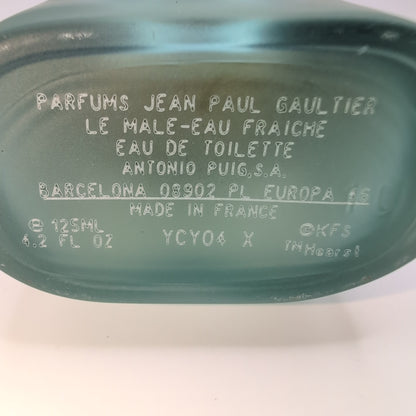 PARFUMS JEAN PAUL GAULTIER
LE MALE-EAU FRAICHE
EAU DE TOILETTE
ANTONIO PUIG,S.A.
BARCELONA 08902 PL EUROPA 46
MADE IN FRANCE
℮ 125ML YCY04 X ©KFS
4.2 FL OZ TMHearst